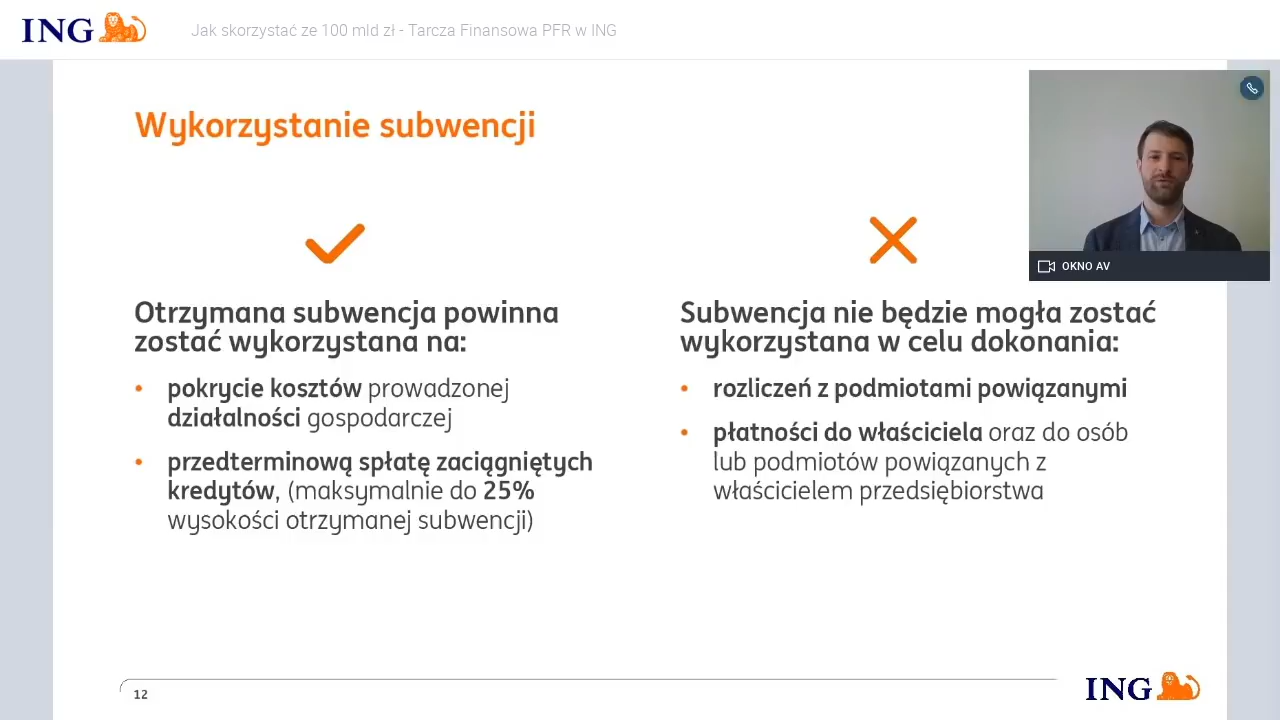 ING
Jak skorzystać ze 100 mld zł - Tarcza Finansowa PFR w ING
Wykorzystanie subwencji
OKNO AV
Otrzymana subwencja powinna
zostać wykorzystana na:
• pokrycie kosztów prowadzonej
działalności gospodarczej
• przedterminową spłatę zaciągniętych
kredytów, (maksymalnie do 25%
wysokości otrzymanej subwencji)
Subwencja nie będzie mogła zostać
wykorzystana w celu dokonania:
• rozliczeń z podmiotami powiązanymi
• płatności do właściciela oraz do osób
lub podmiotów powiązanych z
właścicielem przedsiębiorstwa
12
ING